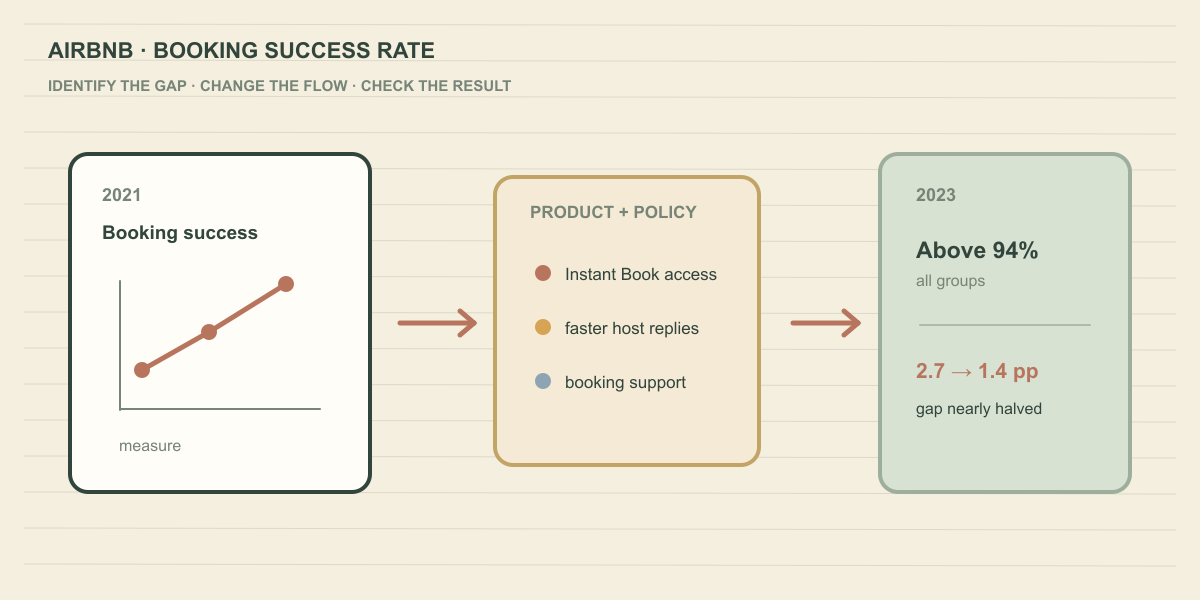 AIRBNB · BOOKING SUCCESS RATE
IDENTIFY THE GAP · CHANGE THE FLOW · CHECK THE RESULT
2021
Booking success
measure
PRODUCT + POLICY
Instant Book access
faster host replies
booking support
2023
Above 94%
all groups
2.7 → 1.4 pp
gap nearly halved